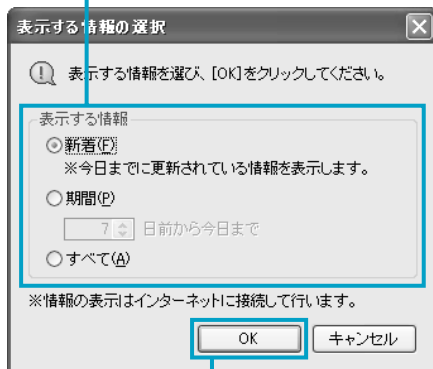 表示する情報の選択
表示する情報を選び、[OK]をクリックしてください。
表示する情報
新着(F)
※今日までに更新されている情報を表示します。
期間(P)
7 日前から今日まで
すべて(A)
※情報の表示はインターネットに接続して行います。
OK キャンセル